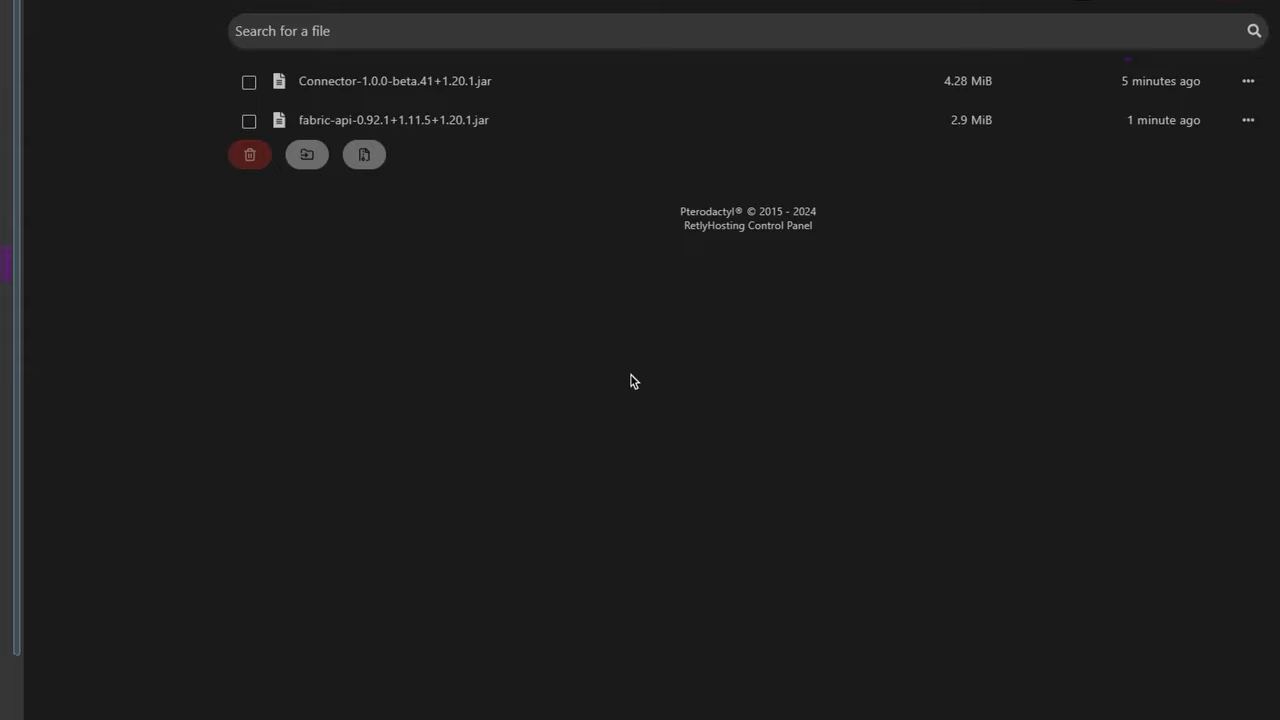 Search for a file
Connector-1.0.0-beta.41+1.20.1.jar 4.28 MiB 5 minutes ago
fabric-api-0.92.1+1.11.5+1.20.1.jar 2.9 MiB 1 minute ago
Pterodactyl® © 2015 - 2024
RetlyHosting Control Panel